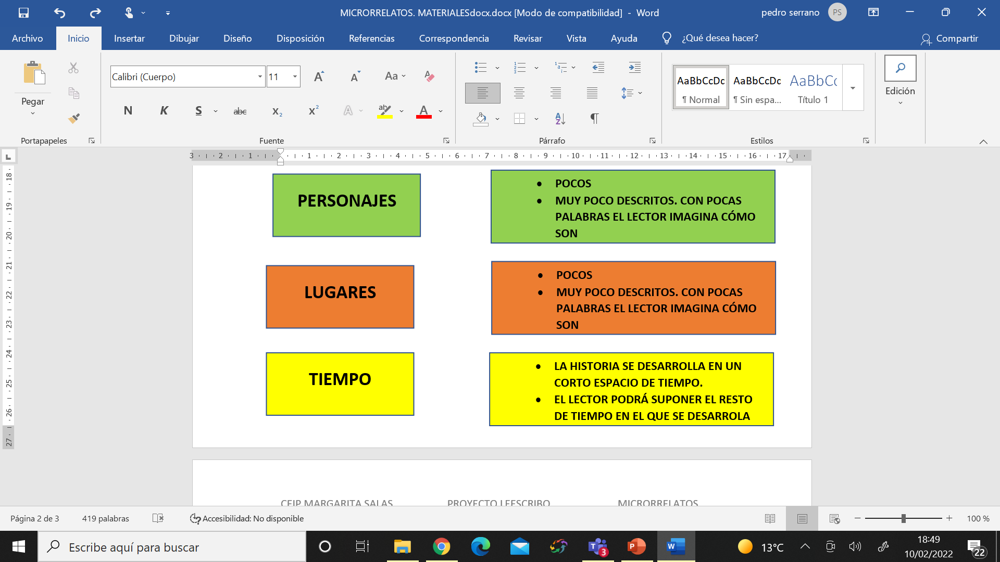 MICRORRELATOS. MATERIALESdocx.docx [Modo de compatibilidad] - Word
pedro serrano
PS
Archivo
Inicio
Insertar
Dibujar
Diseño
Disposición
Referencias
Correspondencia
Revisar
Vista
Ayuda
¿Qué desea hacer?
Compartir
Pegar
Calibri (Cuerpo)
11
Aa
N K S abc x₂ x² A ab A
AaBbCcDc
¶ Normal
AaBbCcDc
¶ Sin espa...
AaBbCc
Título 1
Edición
Portapapeles
Fuente
Párrafo
Estilos
3 2 1 1 2 3 4 5 6 7 8 9 10 11 12 13 14 15 16 17
18
19
20
21
22
23
24
25
26
27
PERSONAJES
• POCOS
• MUY POCO DESCRITOS. CON POCAS
PALABRAS EL LECTOR IMAGINA CÓMO
SON
LUGARES
• POCOS
• MUY POCO DESCRITOS. CON POCAS
PALABRAS EL LECTOR IMAGINA CÓMO
SON
TIEMPO
• LA HISTORIA SE DESARROLLA EN UN
CORTO ESPACIO DE TIEMPO.
• EL LECTOR PODRÁ SUPONER EL RESTO
DE TIEMPO EN EL QUE SE DESARROLA
CEIP MARGARITA SALAS PROYECTO LEESCRIBO MICRORRELATOS
Página 2 de 3
419 palabras
Accesibilidad: No disponible
100 %
Escribe aquí para buscar
3
13°C
18:49
10/02/2022
22